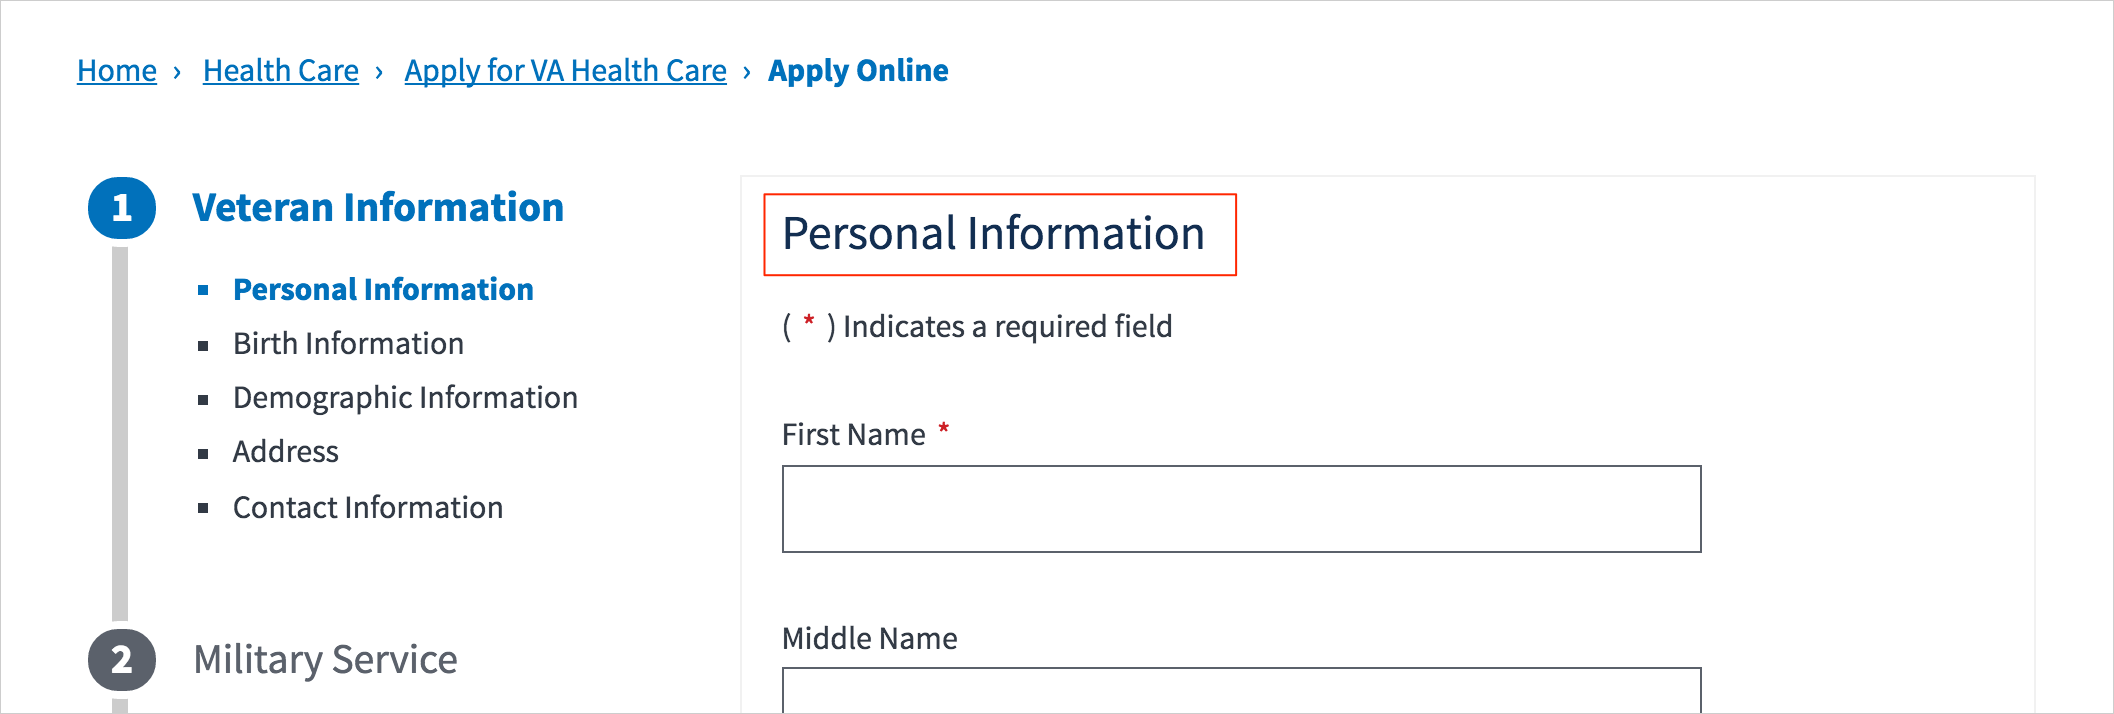 Home › Health Care › Apply for VA Health Care › Apply Online
1 Veteran Information
▪ Personal Information
▪ Birth Information
▪ Demographic Information
▪ Address
▪ Contact Information
2 Military Service
Personal Information
( * ) Indicates a required field
First Name *
Middle Name